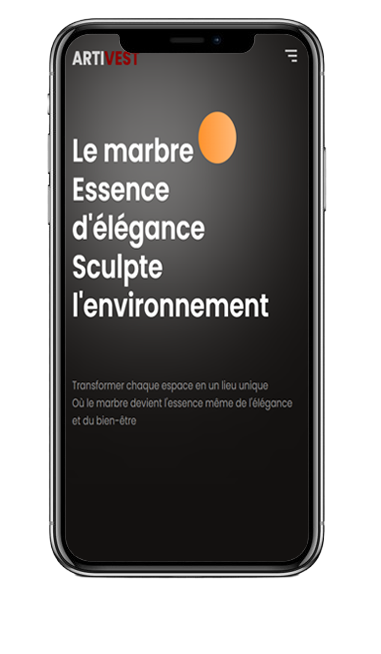 ARTIVEST
Le marbre
Essence
d'élégance
Sculpte
l'environnement
Transformer chaque espace en un lieu unique
Où le marbre devient l'essence même de l'élégance
et du bien-être